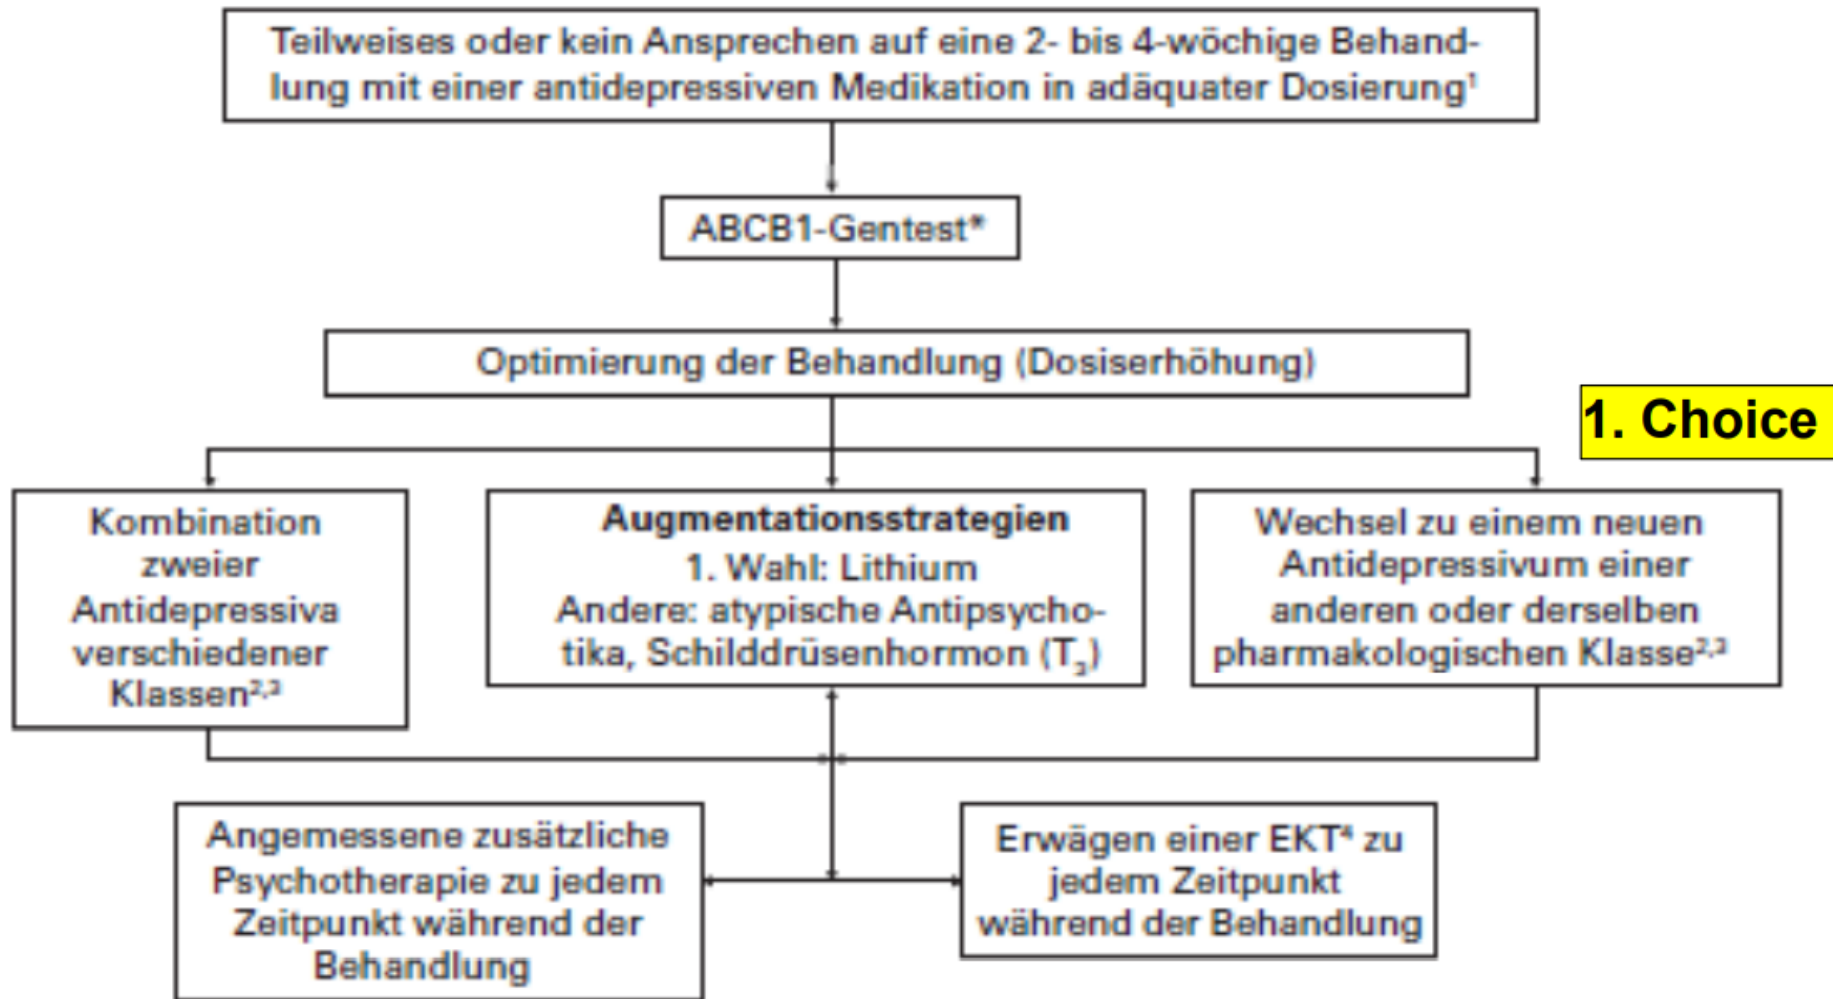 Teilweises oder kein Ansprechen auf eine 2- bis 4-wöchige Behand-
lung mit einer antidepressiven Medikation in adäquater Dosierung¹
ABCB1-Gentest*
Optimierung der Behandlung (Dosiserhöhung)
1. Choice
Kombination
zweier
Antidepressiva
verschiedener
Klassen²,³
Augmentationsstrategien
1. Wahl: Lithium
Andere: atypische Antipsycho-
tika, Schilddrüsenhormon (T₃)
Wechsel zu einem neuen
Antidepressivum einer
anderen oder derselben
pharmakologischen Klasse²,³
Angemessene zusätzliche
Psychotherapie zu jedem
Zeitpunkt während der
Behandlung
Erwägen einer EKT⁴ zu
jedem Zeitpunkt
während der Behandlung